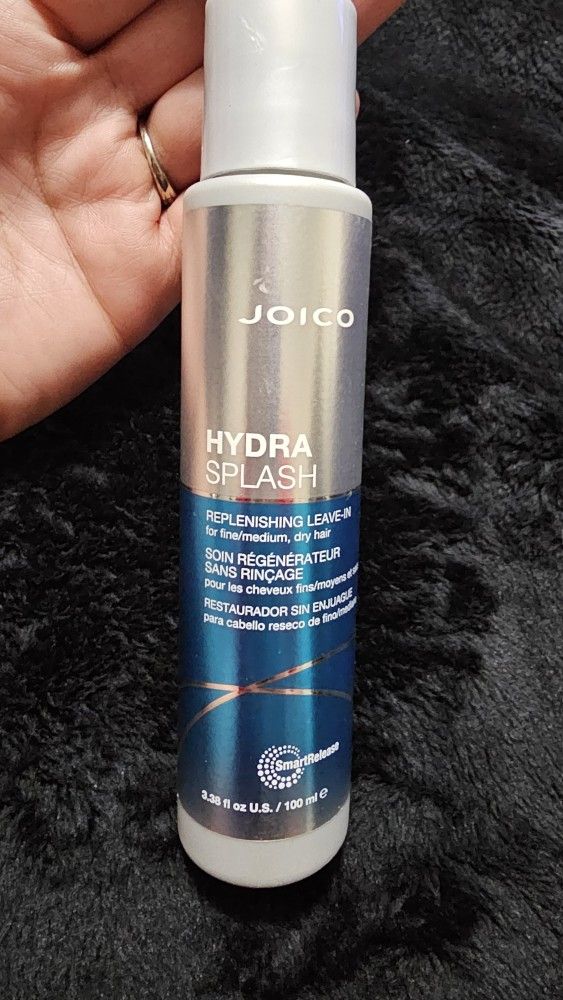 JOICO
HYDRA
SPLASH
REPLENISHING LEAVE-IN
for fine/medium, dry hair
SOIN RÉGÉNÉRATEUR
SANS RINÇAGE
pour les cheveux fins/moyens et
RESTAURADOR SIN ENJUAGUE
para cabello reseco de
SmartRelease
3.38 fl oz U.S. / 100 ml e